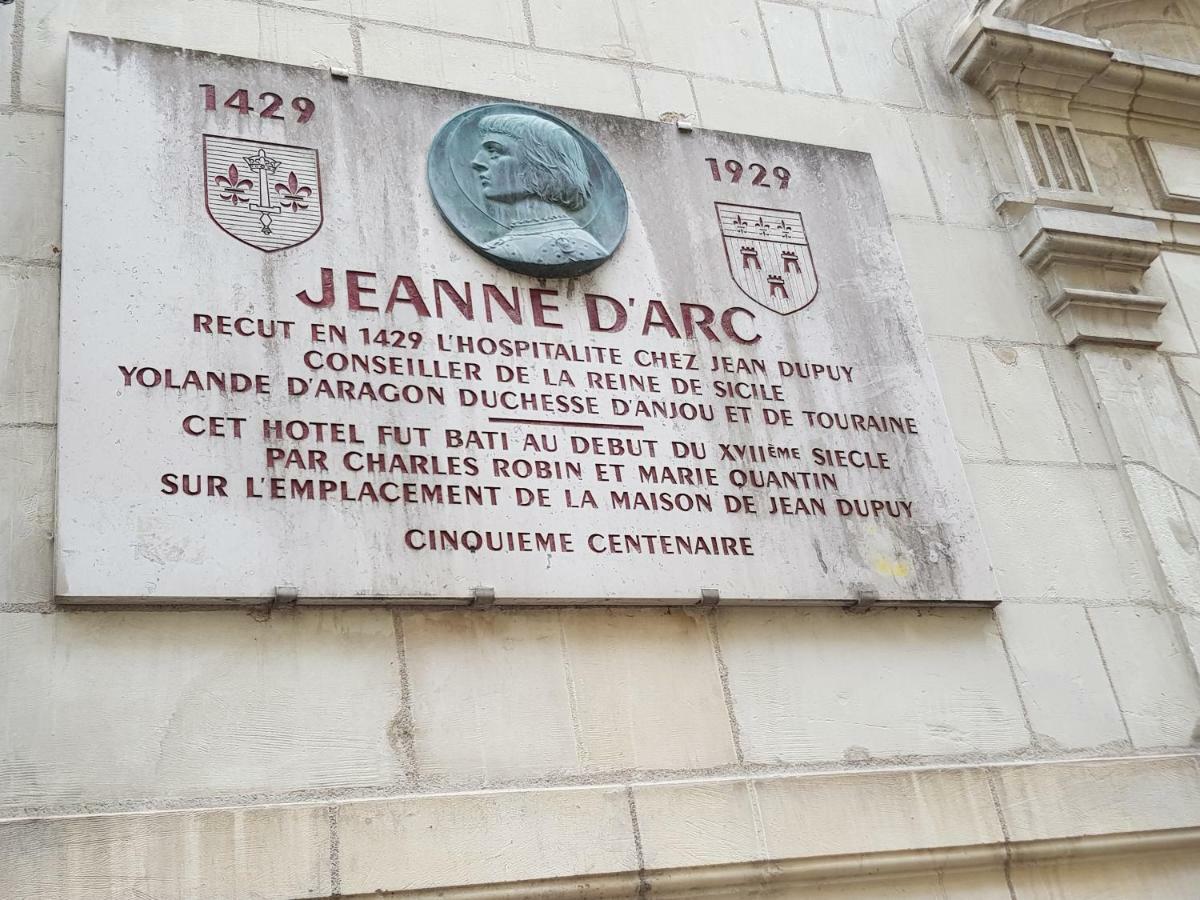 1429
1929
JEANNE D'ARC
RECUT EN 1429 L'HOSPITALITE CHEZ JEAN DUPUY
CONSEILLER DE LA REINE DE SICILE
YOLANDE D'ARAGON DUCHESSE D'ANJOU ET DE TOURAINE
CET HOTEL FUT BATI AU DEBUT DU XVIIÈME SIECLE
PAR CHARLES ROBIN ET MARIE QUANTIN
SUR L'EMPLACEMENT DE LA MAISON DE JEAN DUPUY
CINQUIEME CENTENAIRE